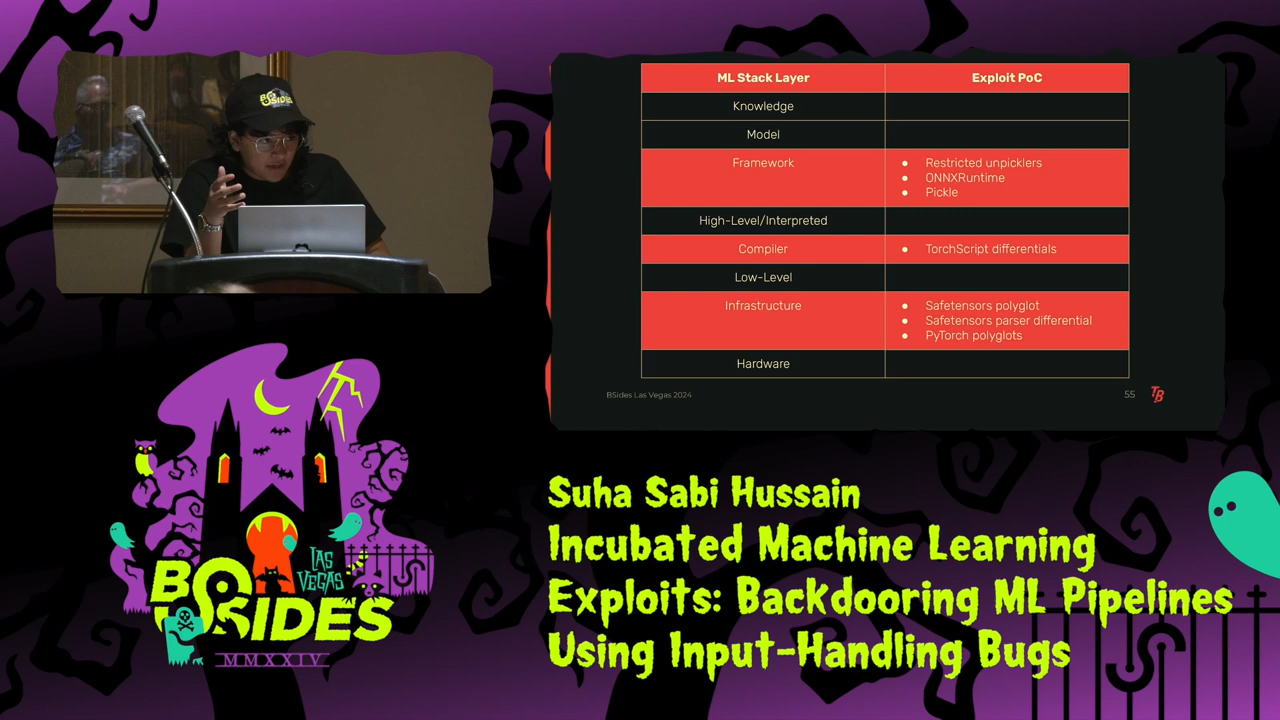 BSIDES
ML Stack Layer
Exploit PoC
Knowledge
Model
Framework
● Restricted unpicklers
● ONNXRuntime
● Pickle
High-Level/Interpreted
Compiler
● TorchScript differentials
Low-Level
Infrastructure
● Safetensors polyglot
● Safetensors parser differential
● PyTorch polyglots
Hardware
BSides Las Vegas 2024
55
TB
LAS
VEGAS
BSIDES
MMXXIV
Suha Sabi Hussain
Incubated Machine Learning
Exploits: Backdooring ML Pipelines
Using Input-Handling Bugs